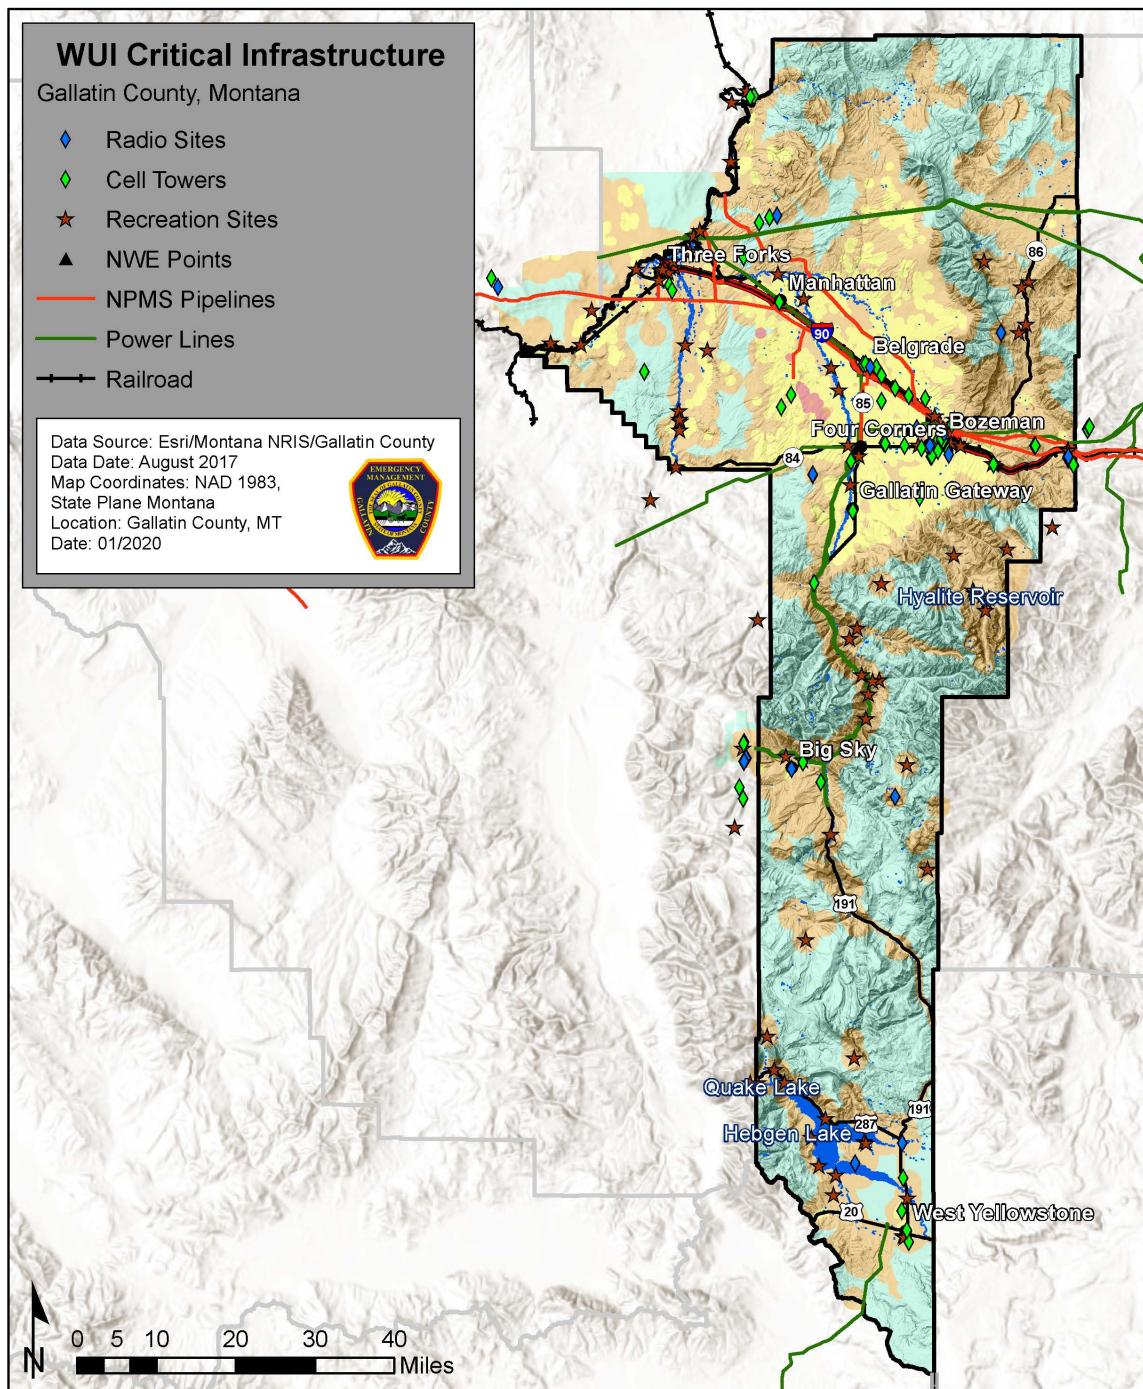 WUI Critical Infrastructure
Gallatin County, Montana
Radio Sites
Cell Towers
Recreation Sites
NWE Points
NPMS Pipelines
Power Lines
Railroad
Data Source: Esri/Montana NRIS/Gallatin County
Data Date: August 2017
Map Coordinates: NAD 1983,
State Plane Montana
Location: Gallatin County, MT
Date: 01/2020
EMERGENCY
MANAGEMENT
GALLATIN
COUNTY
Three Forks
86
Manhattan
90
Belgrade
85
Bozeman
Four Corners
84
Gallatin Gateway
Hyalite Reservoir
Big Sky
191
Quake Lake
191
287
Hebgen Lake
20
West Yellowstone
N
0 5 10 20 30 40
Miles